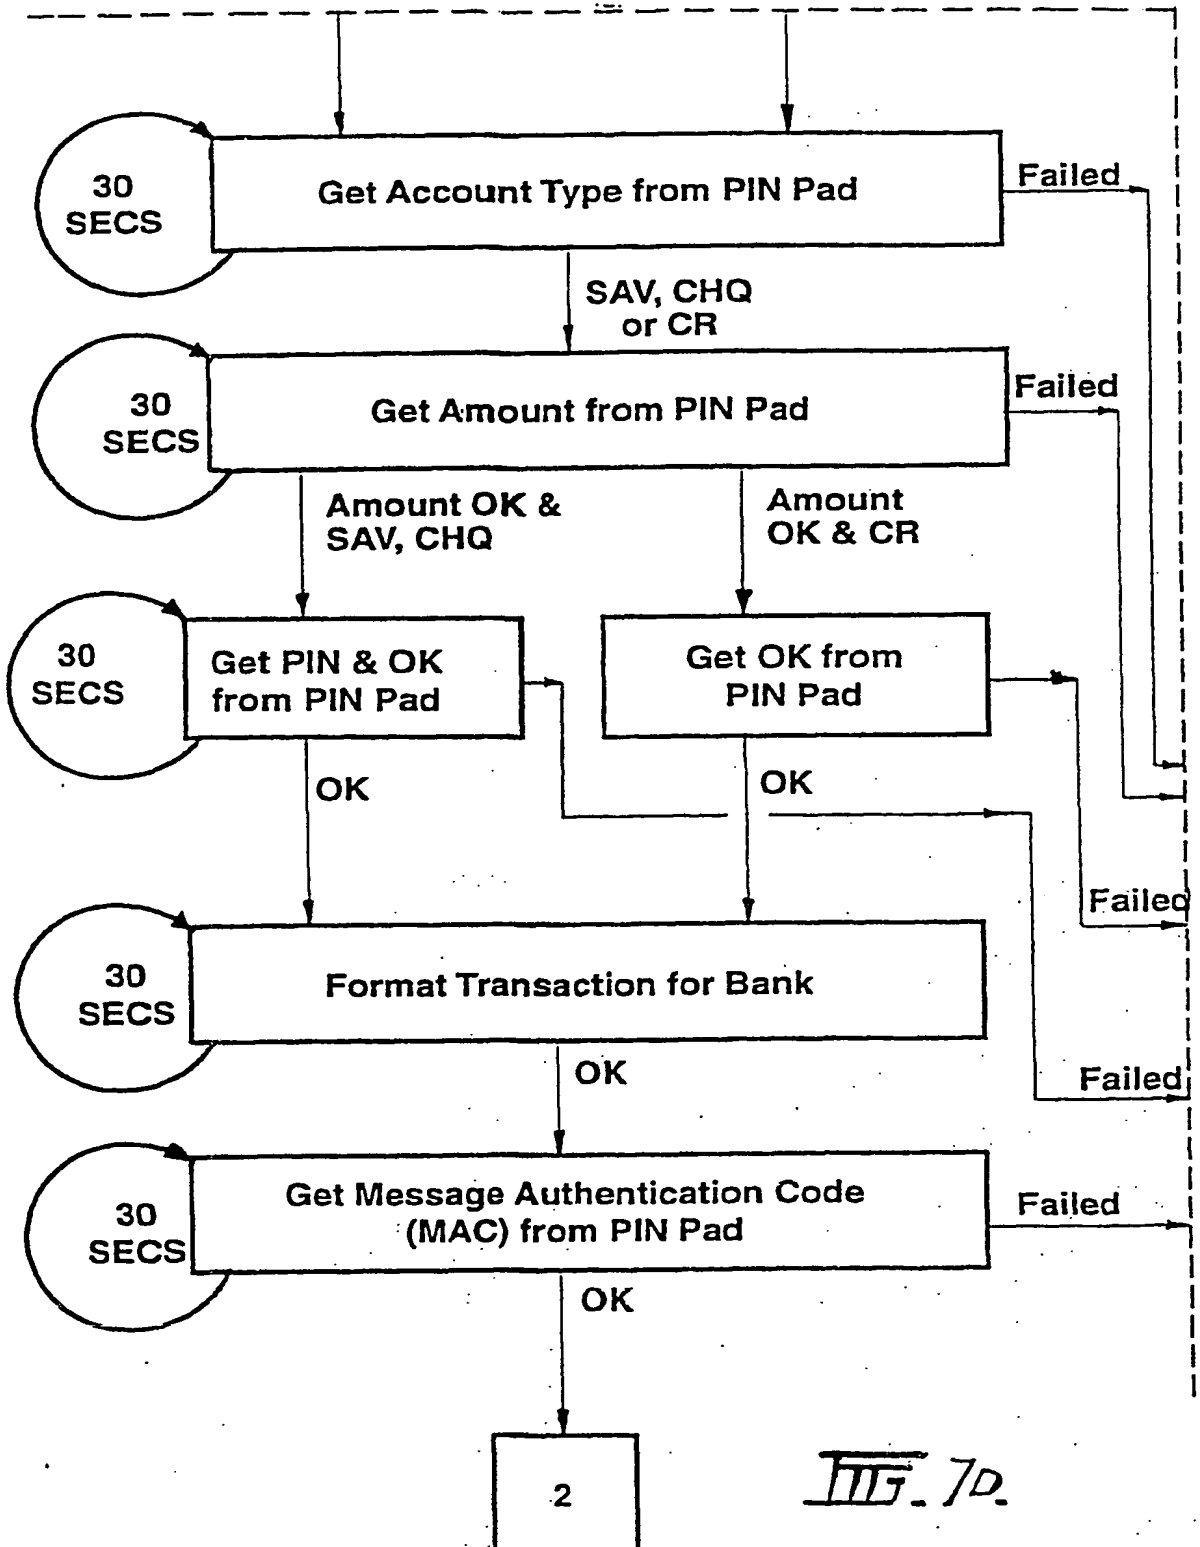 30
SECS
Get Account Type from PIN Pad
Failed
SAV, CHQ
or CR
30
SECS
Get Amount from PIN Pad
Failed
Amount OK &
SAV, CHQ
Amount
OK & CR
30
SECS
Get PIN & OK
from PIN Pad
Get OK from
PIN Pad
OK
OK
Failed
30
SECS
Format Transaction for Bank
OK
Failed
30
SECS
Get Message Authentication Code
(MAC) from PIN Pad
Failed
OK
2
FIG. 7D.